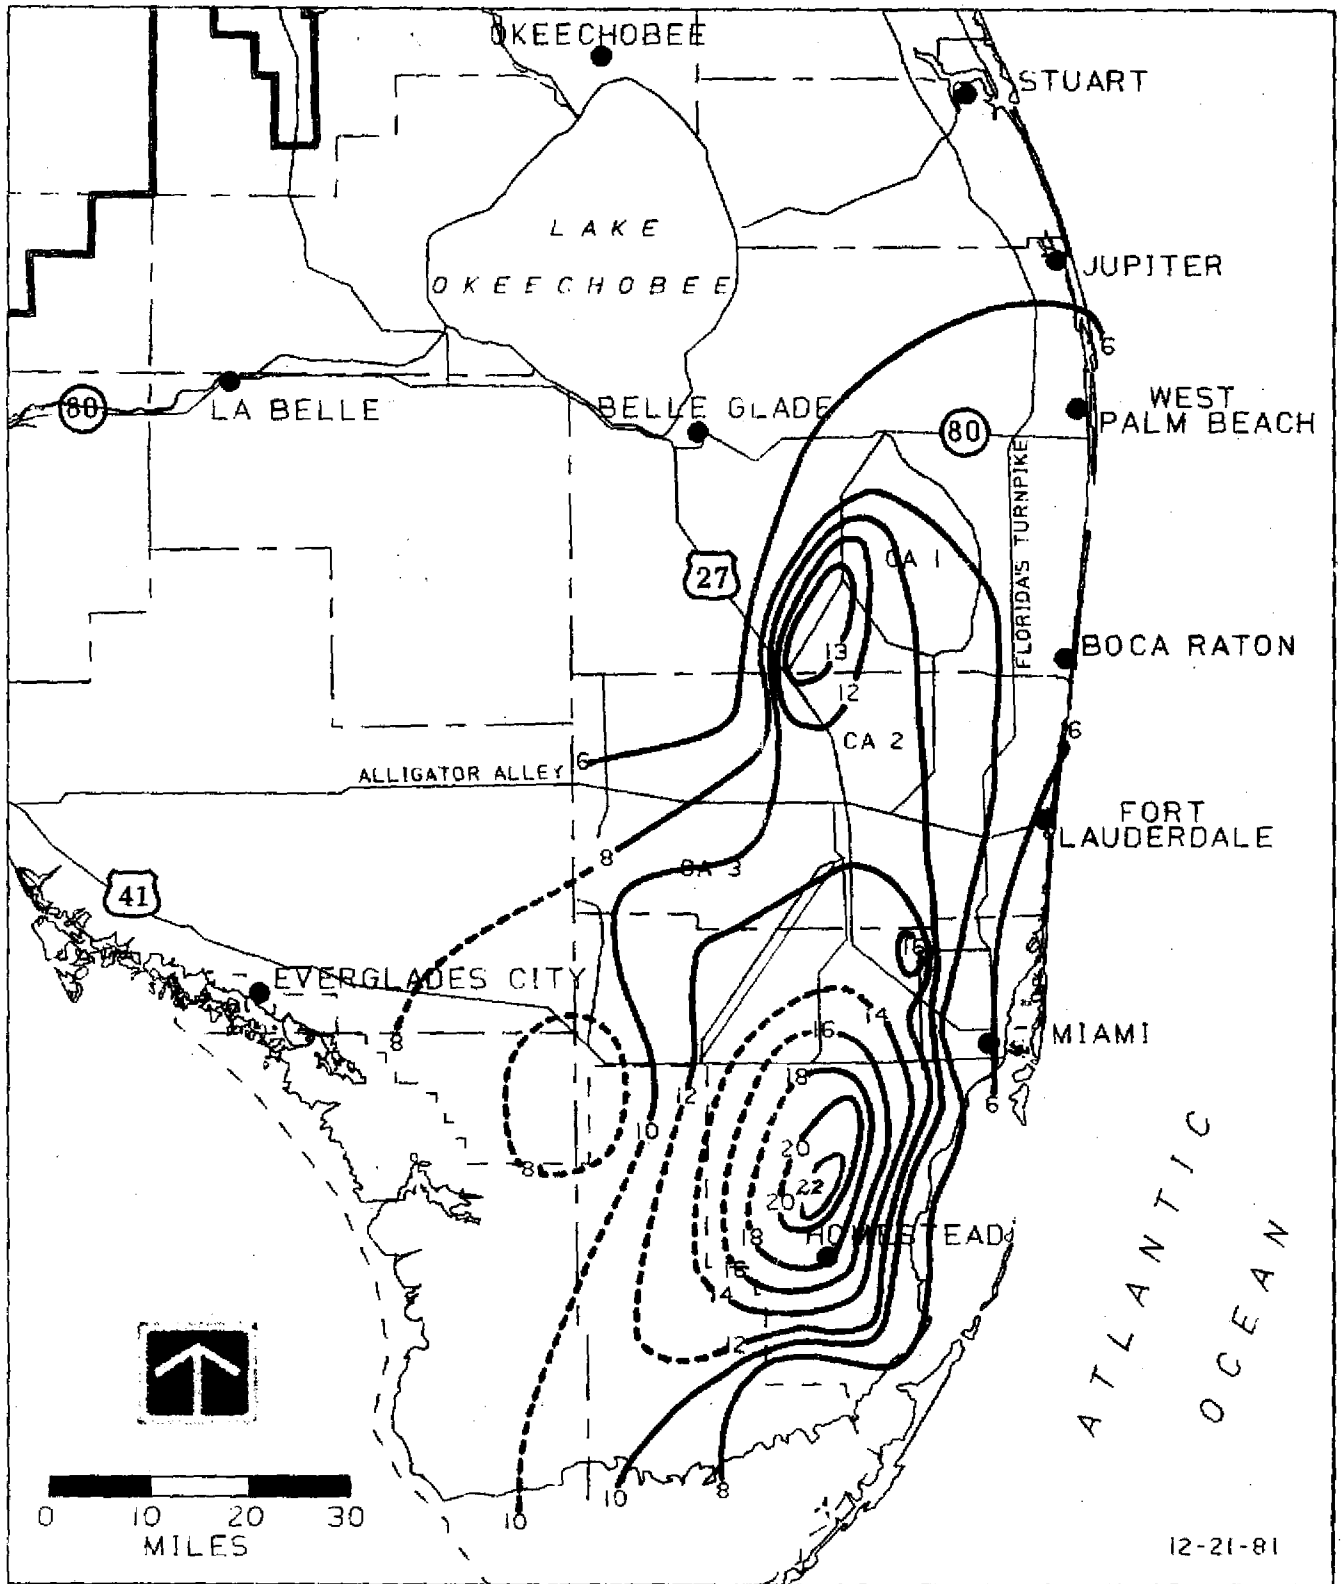 OKEECHOBEE
STUART
LAKE
OKEECHOBEE
JUPITER
6
80
LA BELLE
BELLE GLADE
80
WEST
PALM BEACH
FLORIDA'S TURNPIKE
CA 1
27
13
BOCA RATON
12
6
CA 2
6
ALLIGATOR ALLEY
FORT
LAUDERDALE
8
CA 3
41
16
EVERGLADES CITY
14
16
8
MIAMI
18
12
6
10
20
8
22
20
18
HOMESTEAD
16
14
12
ATLANTIC
OCEAN
10
8
10
0 10 20 30
MILES
12-21-81